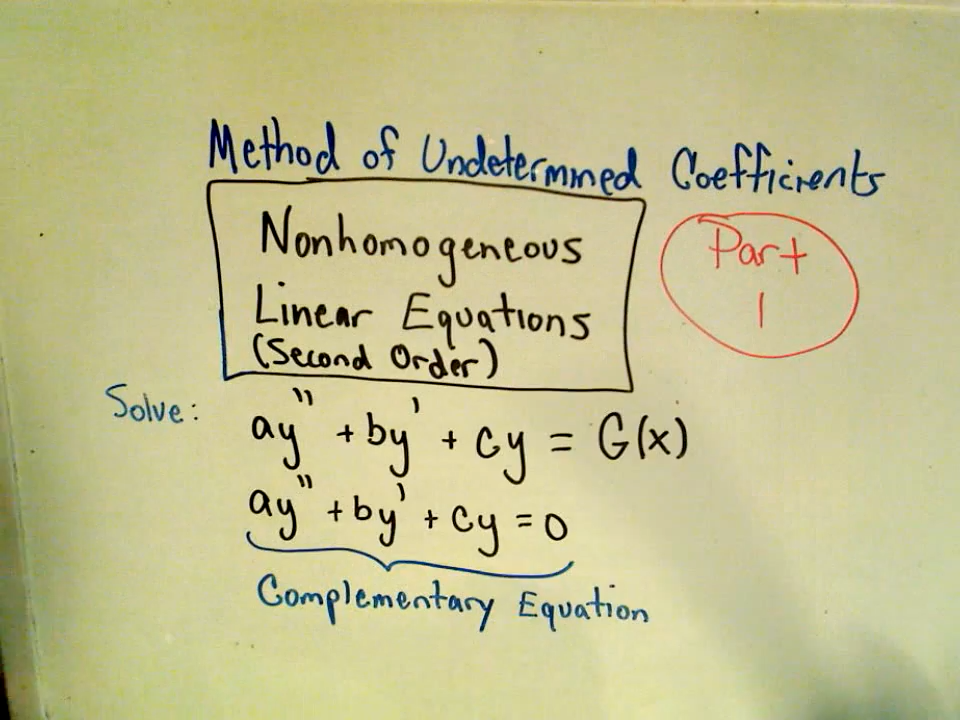 Method of Undetermined Coefficients
Nonhomogeneous
Linear Equations
(Second Order)
Part
1
Solve:
ay'' + by' + cy = G(x)
ay'' + by' + cy = 0
Complementary Equation